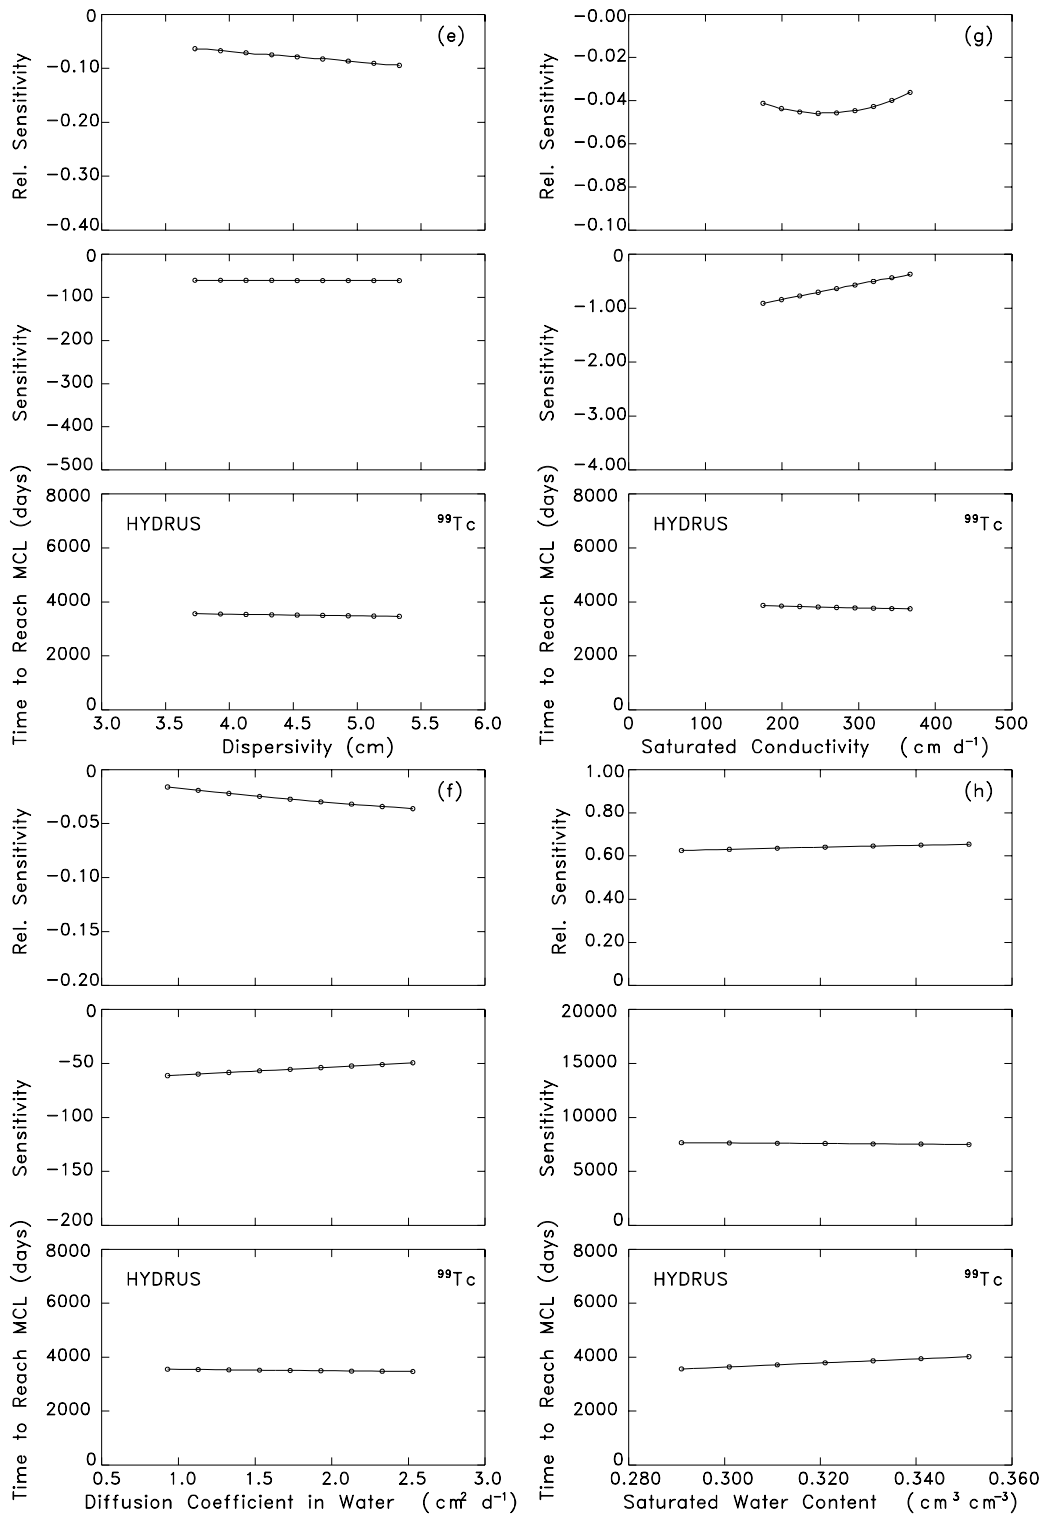 0
−0.10
−0.20
−0.30
−0.40
Rel. Sensitivity
(e)
0
−100
−200
−300
−400
−500
Sensitivity
8000
6000
4000
2000
0
Time to Reach MCL (days)
HYDRUS
⁹⁹Tc
3.0 3.5 4.0 4.5 5.0 5.5 6.0
Dispersivity (cm)
−0.00
−0.02
−0.04
−0.06
−0.08
−0.10
Rel. Sensitivity
(g)
0
−1.00
−2.00
−3.00
−4.00
Sensitivity
8000
6000
4000
2000
0
Time to Reach MCL (days)
HYDRUS
⁹⁹Tc
0 100 200 300 400 500
Saturated Conductivity (cm d⁻¹)
0
−0.05
−0.10
−0.15
−0.20
Rel. Sensitivity
(f)
0
−50
−100
−150
−200
Sensitivity
8000
6000
4000
2000
0
Time to Reach MCL (days)
HYDRUS
⁹⁹Tc
0.5 1.0 1.5 2.0 2.5 3.0
Diffusion Coefficient in Water (cm² d⁻¹)
1.00
0.80
0.60
0.40
0.20
0
Rel. Sensitivity
(h)
20000
15000
10000
5000
0
Sensitivity
8000
6000
4000
2000
0
Time to Reach MCL (days)
HYDRUS
⁹⁹Tc
0.280 0.300 0.320 0.340 0.360
Saturated Water Content (cm³ cm⁻³)